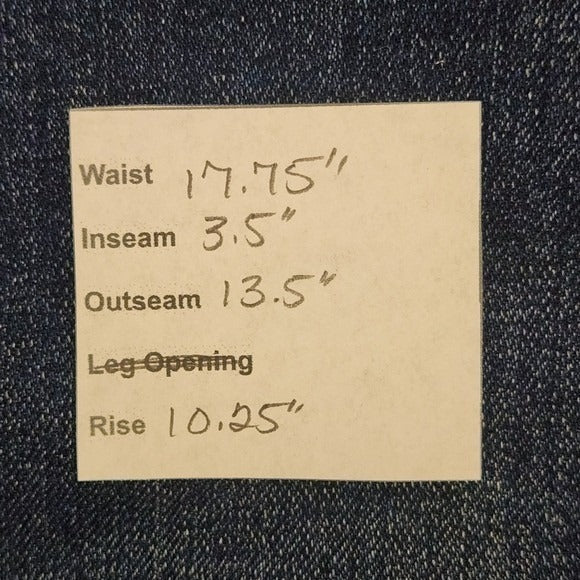 Waist 17.75"
Inseam 3.5"
Outseam 13.5"
Leg Opening
Rise 10.25"